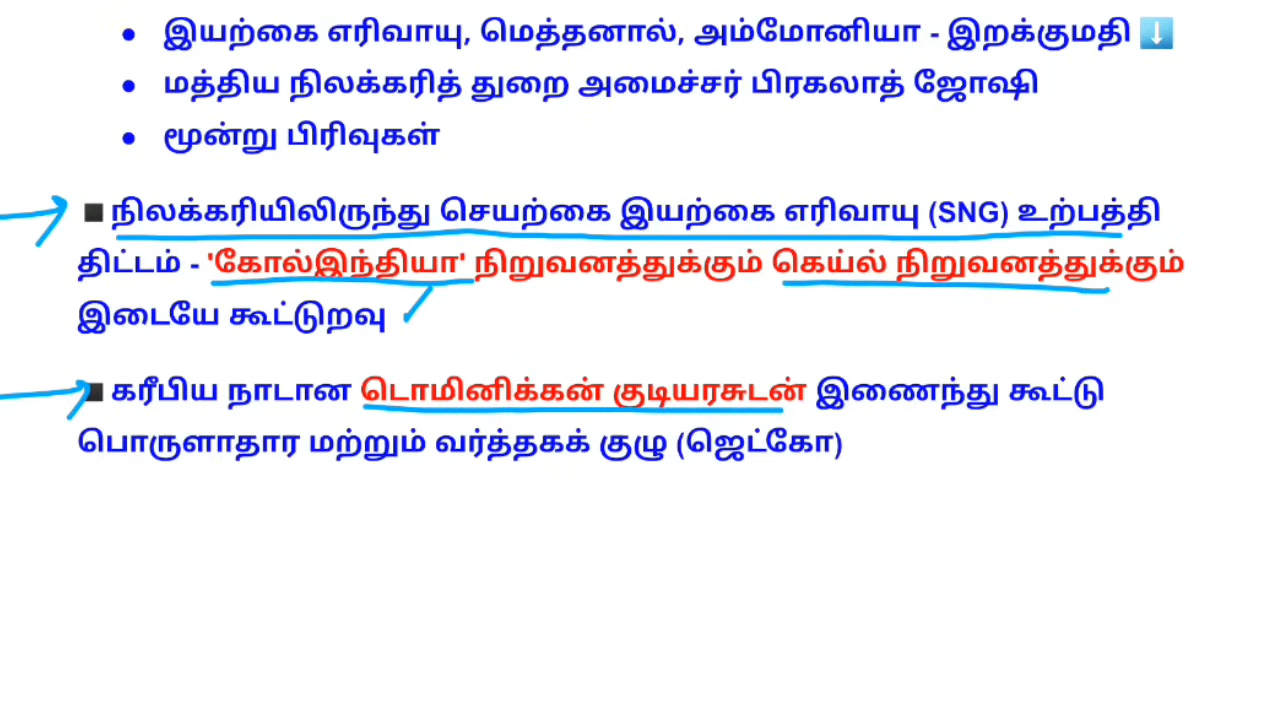 • இயற்கை எரிவாயு, மெத்தனால், அம்மோனியா - இறக்குமதி ⬇️
• மத்திய நிலக்கரித் துறை அமைச்சர் பிரகலாத் ஜோஷி
• மூன்று பிரிவுகள்
◾நிலக்கரியிலிருந்து செயற்கை இயற்கை எரிவாயு (SNG) உற்பத்தி
திட்டம் - 'கோல்இந்தியா' நிறுவனத்துக்கும் கெய்ல் நிறுவனத்துக்கும்
இடையே கூட்டுறவு
◾கரீபிய நாடான டொமினிக்கன் குடியரசுடன் இணைந்து கூட்டு
பொருளாதார மற்றும் வர்த்தகக் குழு (ஜெட்கோ)